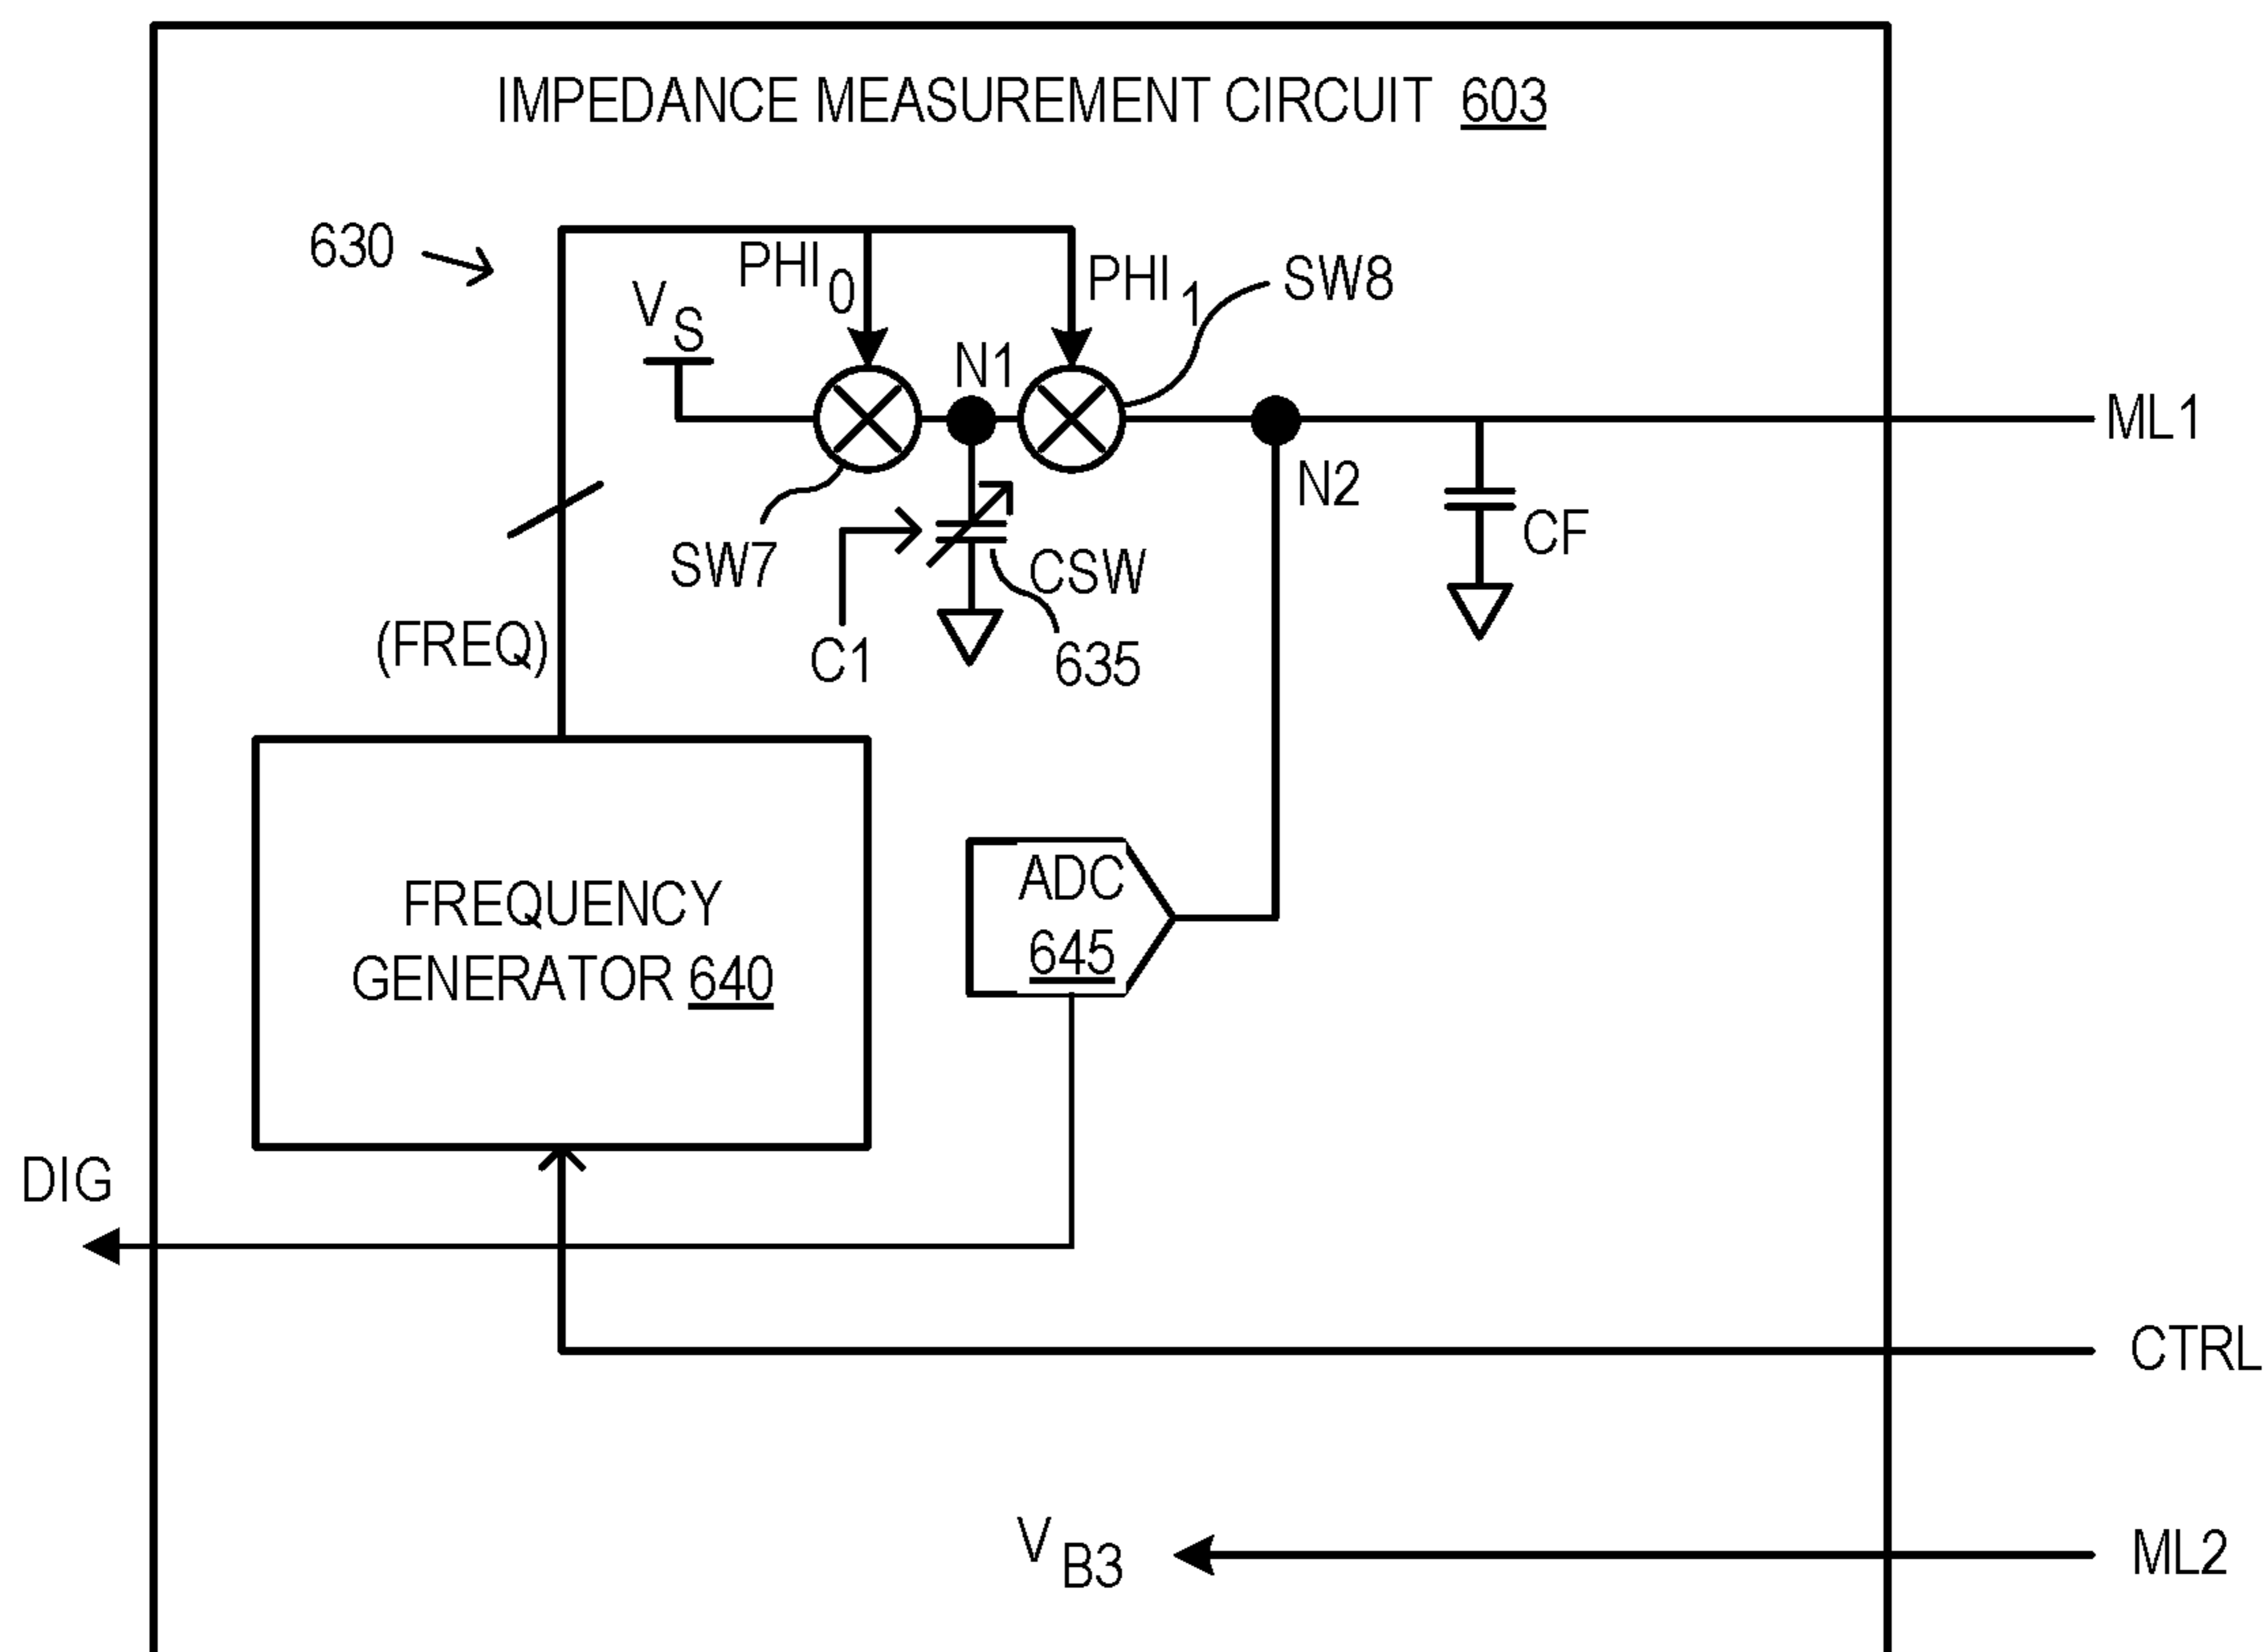 IMPEDANCE MEASUREMENT CIRCUIT 603
630
PHI0
PHI1
SW8
VS
N1
ML1
N2
SW7
CSW
CF
(FREQ)
C1
635
ADC
645
FREQUENCY
GENERATOR 640
DIG
CTRL
VB3
ML2